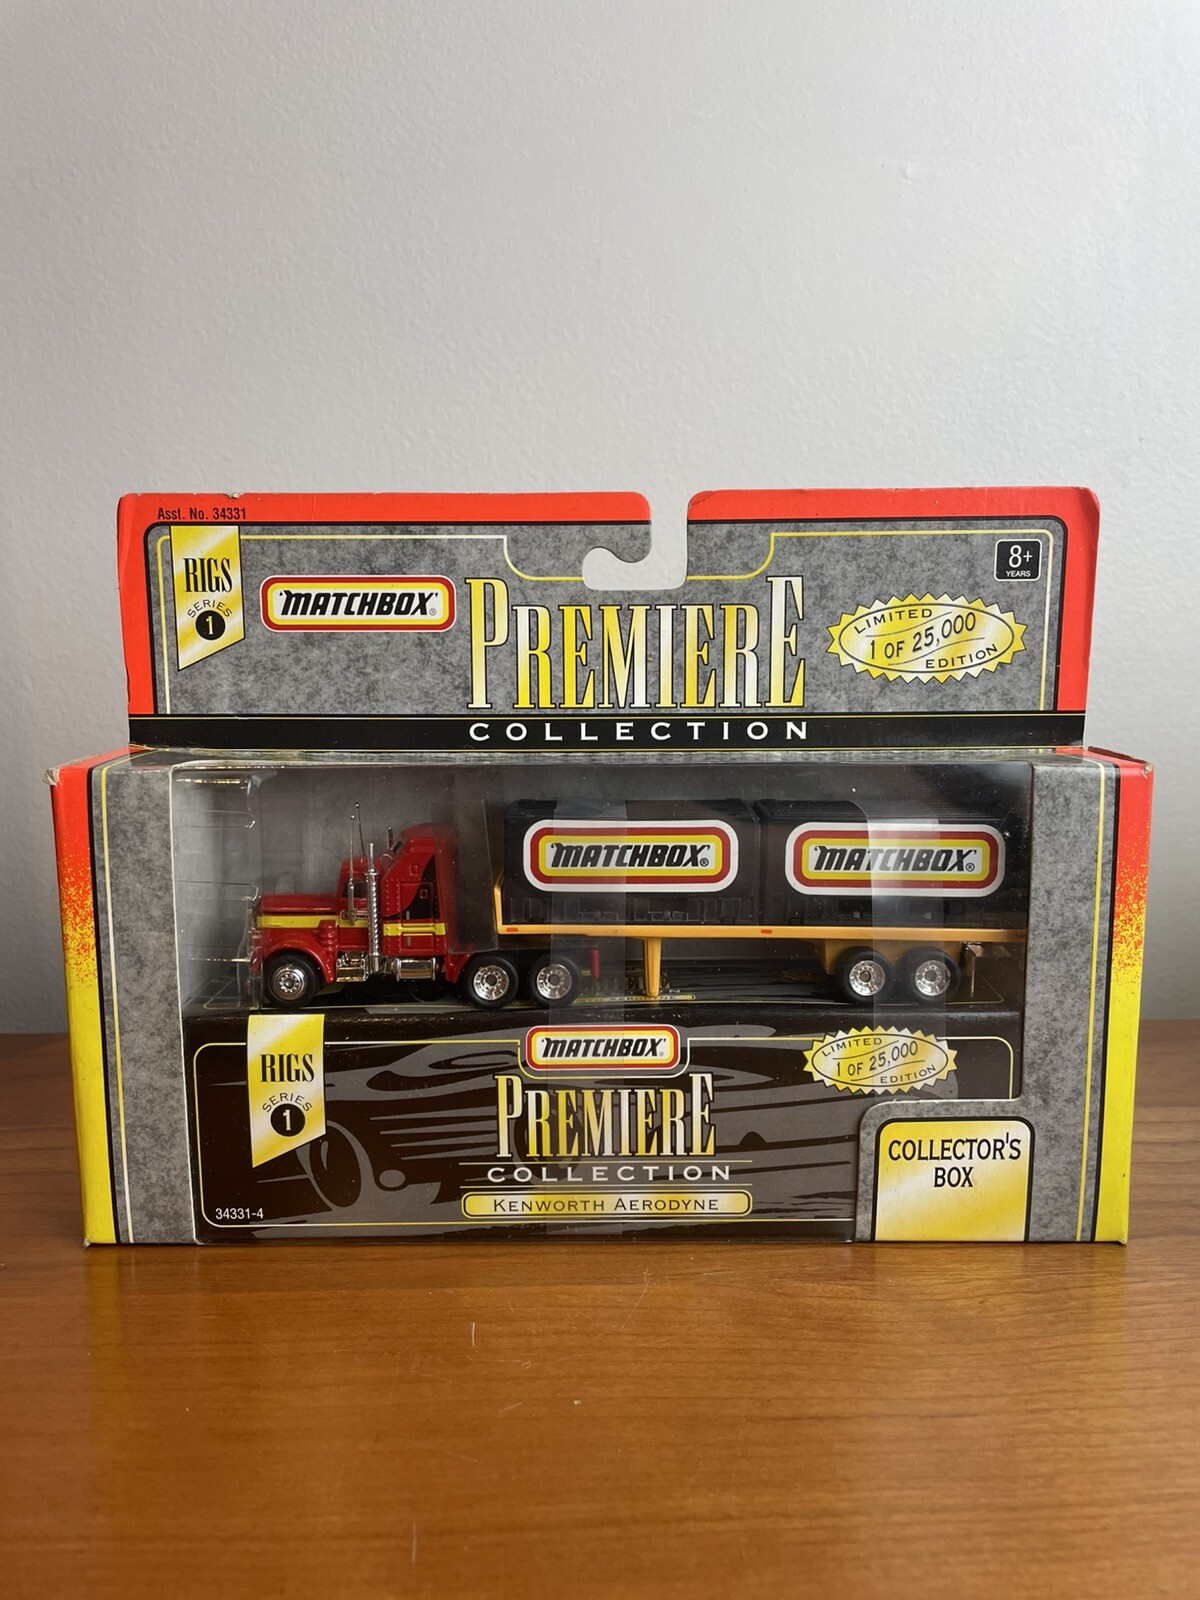 Asst. No. 34331
RIGS
SERIES
1
MATCHBOX®
PREMIERE
COLLECTION
8+
YEARS
LIMITED
1 OF 25,000
EDITION
MATCHBOX®
MATCHBOX®
RIGS
SERIES
1
MATCHBOX®
PREMIERE
COLLECTION
KENWORTH AERODYNE
LIMITED
1 OF 25,000
EDITION
COLLECTOR'S
BOX
34331-4